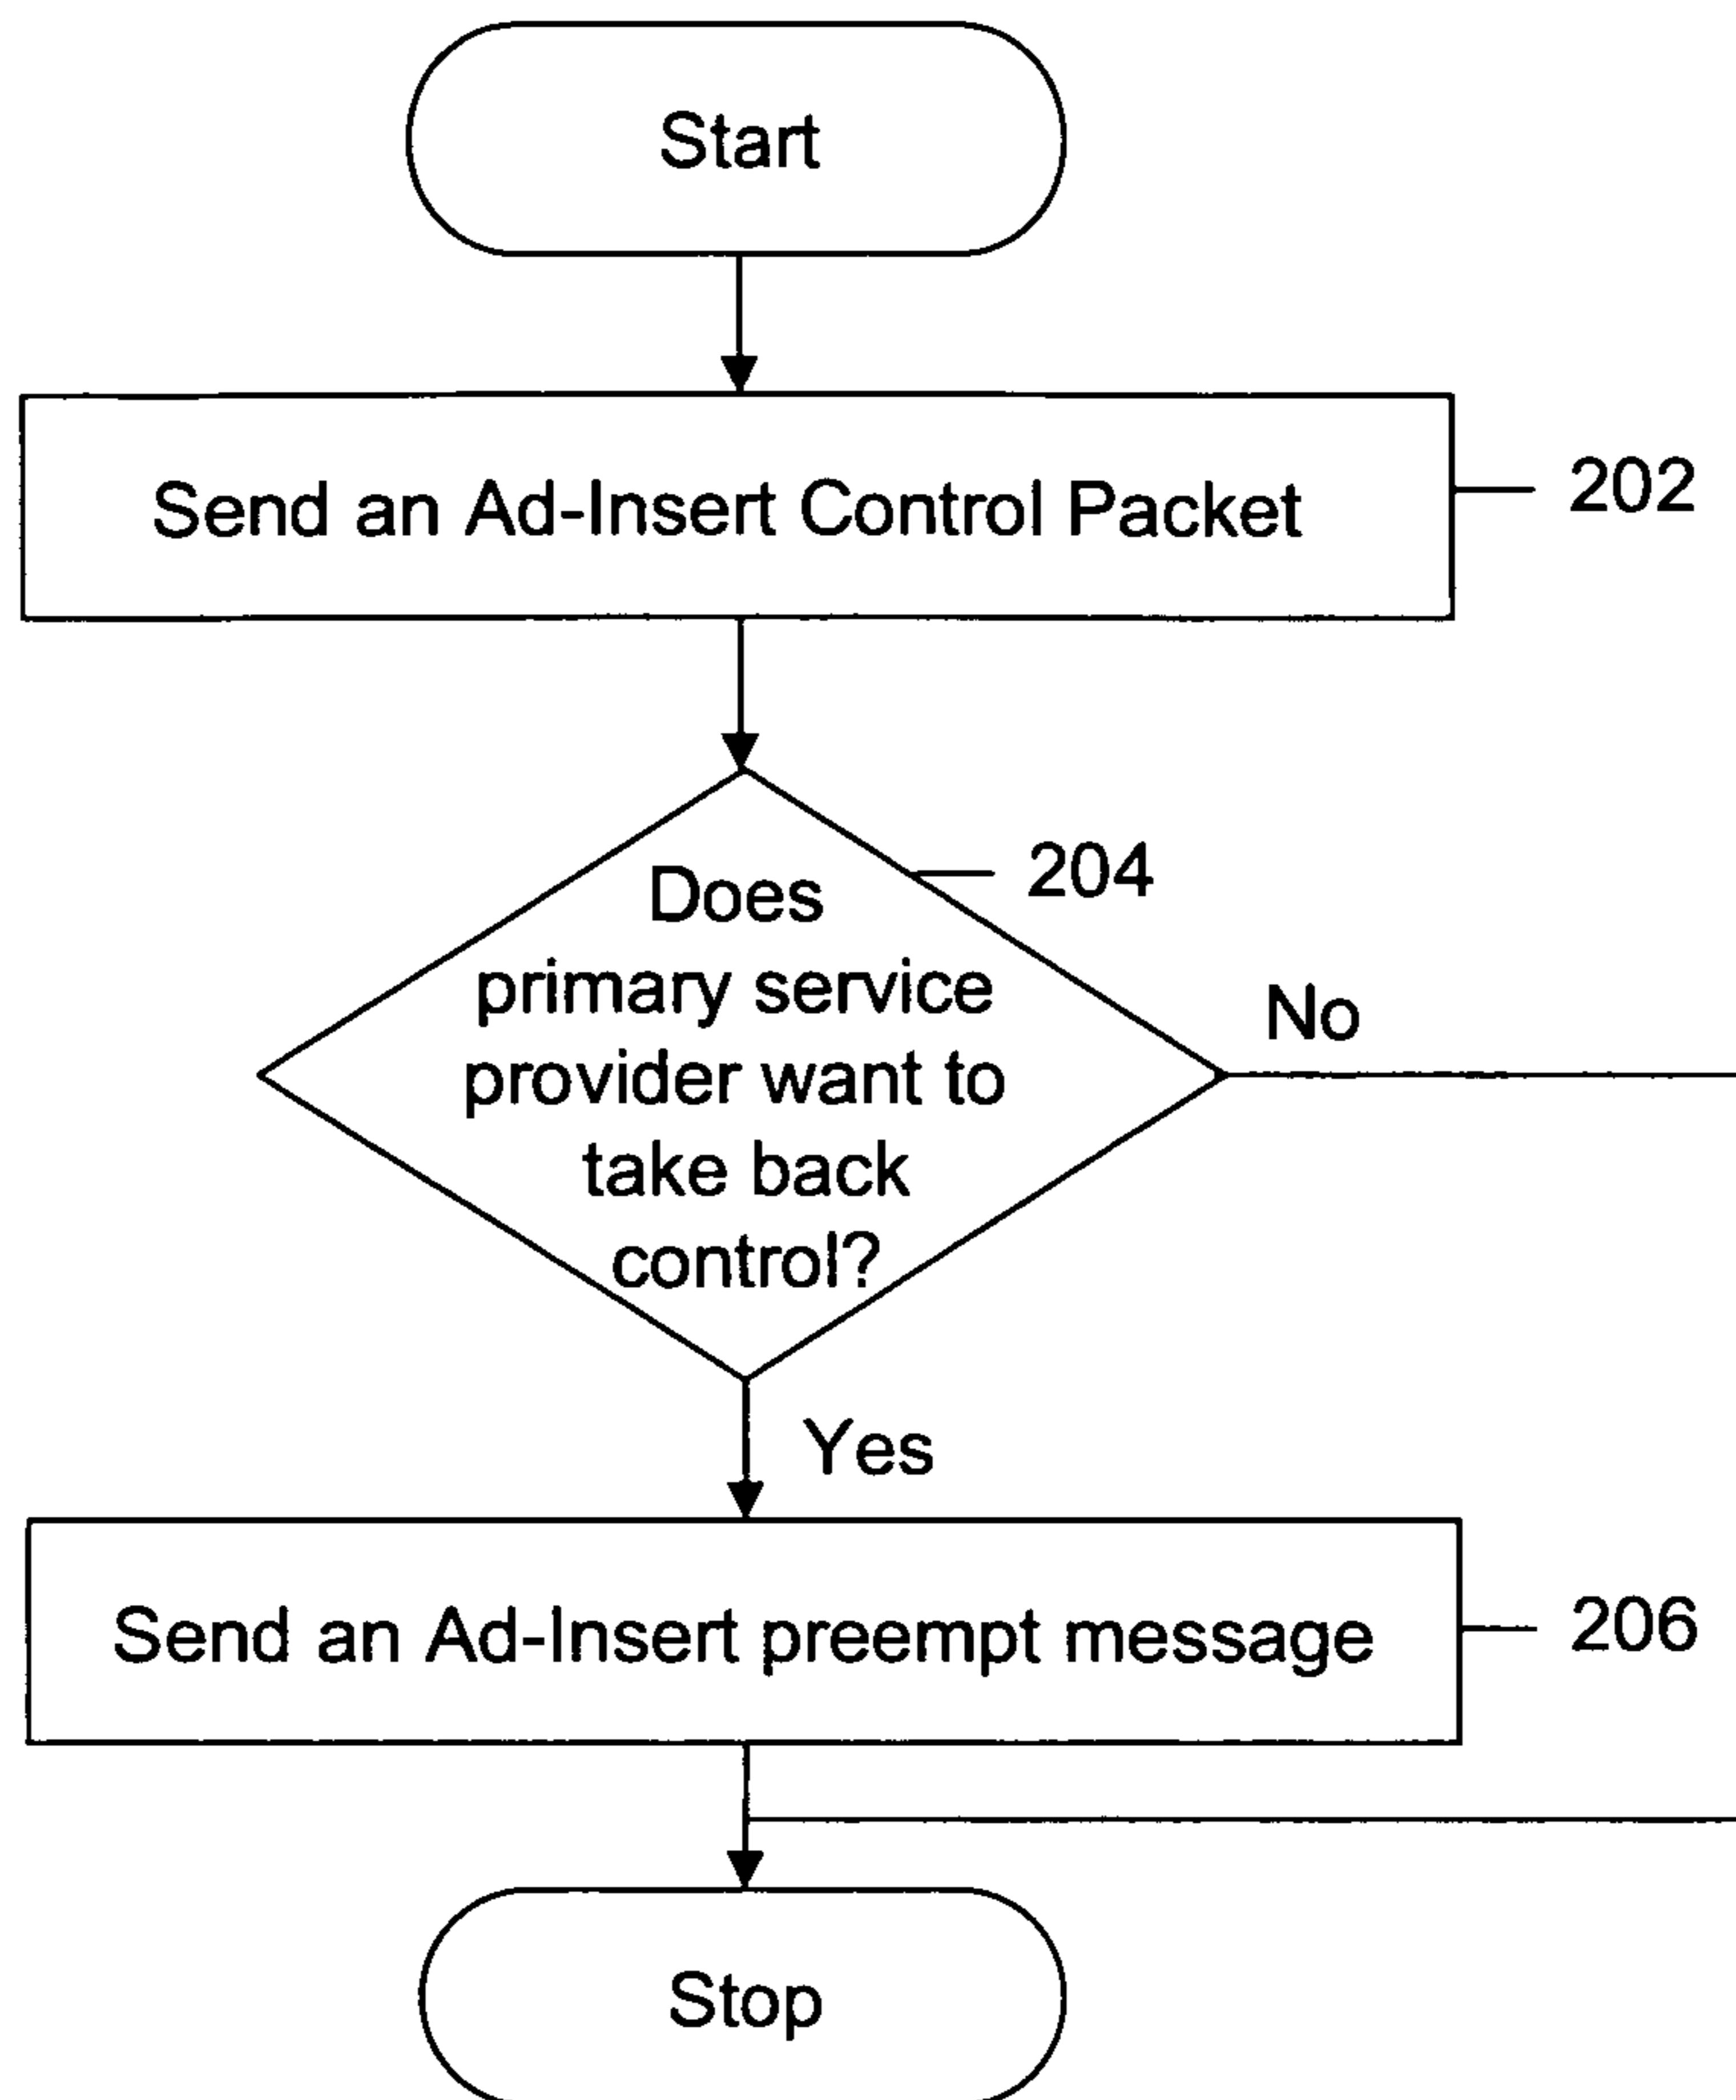 Start
Send an Ad-Insert Control Packet
202
204
Does
primary service
provider want to
take back
control?
No
Yes
Send an Ad-Insert preempt message
206
Stop